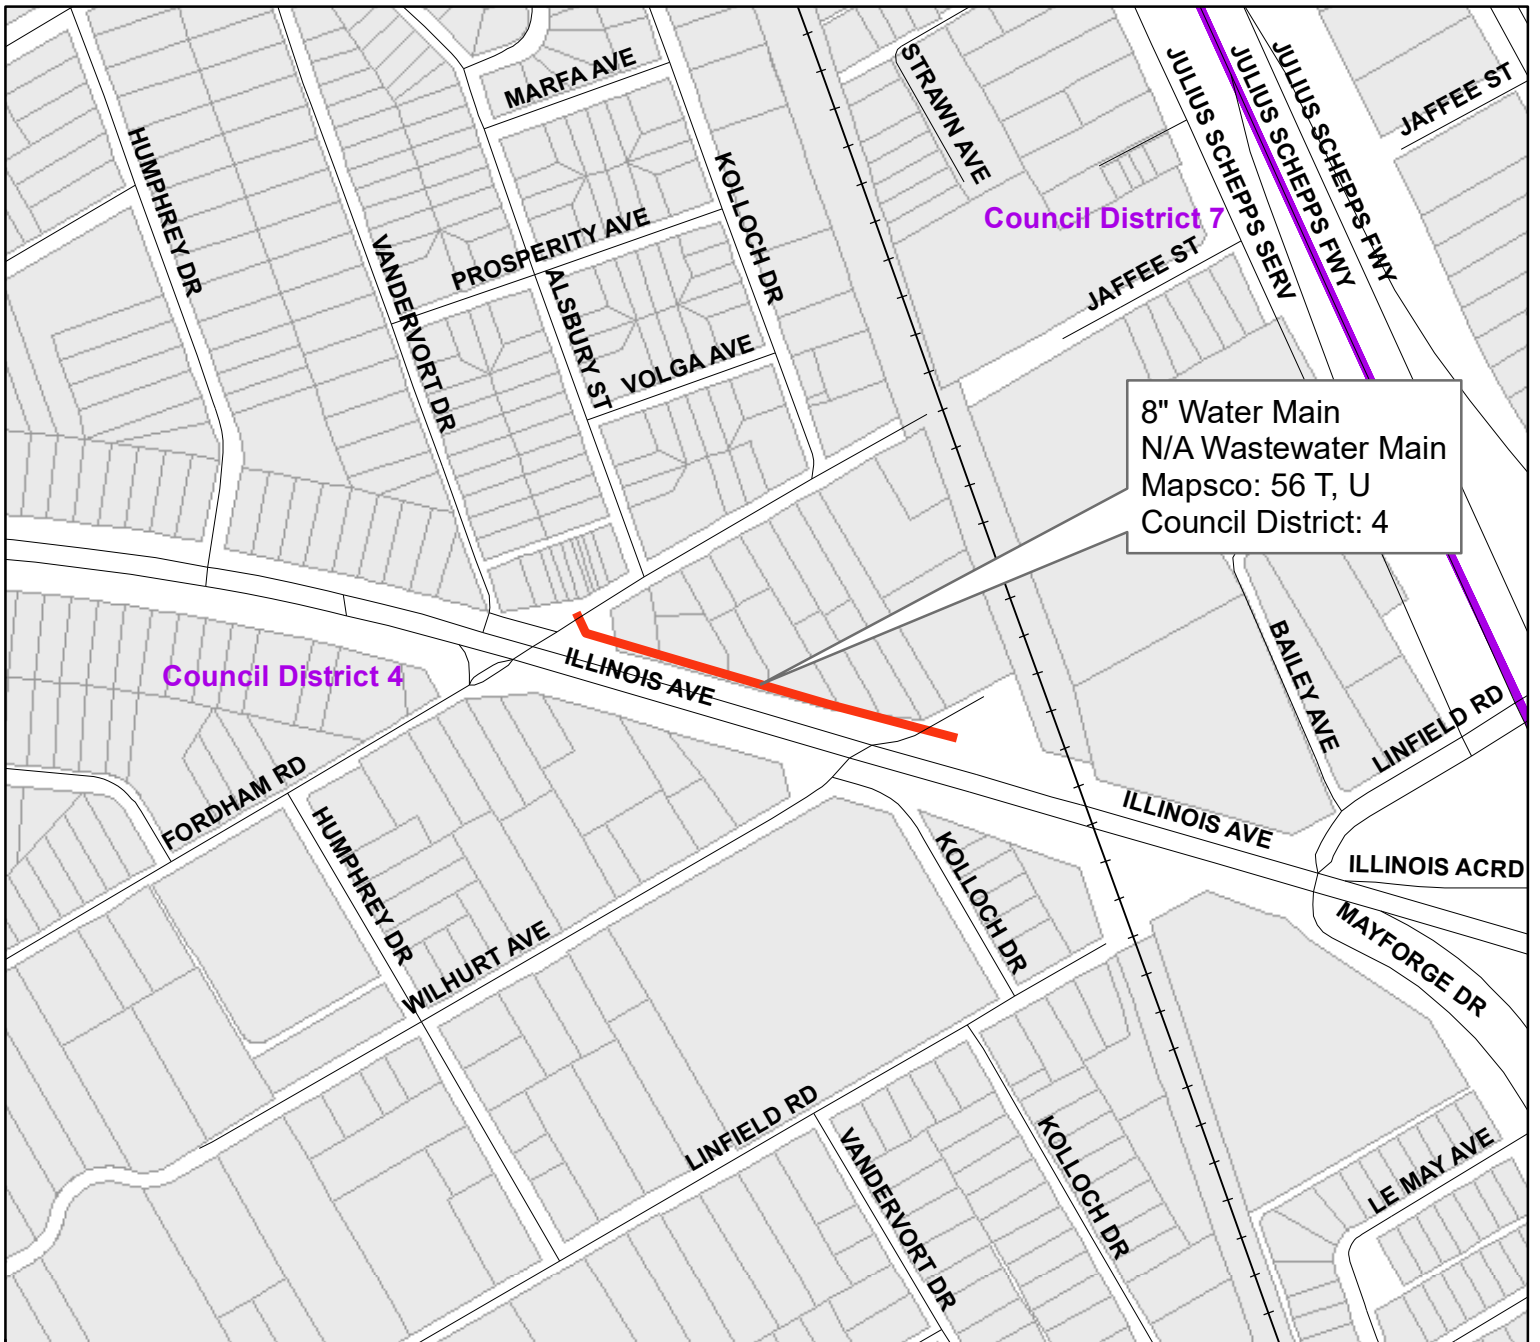 MARFA AVE
STRAWN AVE
JULIUS SCHEPPS SERV
JULIUS SCHEPPS FWY
JULIUS SCHEPPS FWY
JAFFEE ST
HUMPHREY DR
KOLLOCH DR
Council District 7
PROSPERITY AVE
VANDERVORT DR
ALSBURY ST
JAFFEE ST
VOLGA AVE
8" Water Main
N/A Wastewater Main
Mapsco: 56 T, U
Council District: 4
Council District 4
ILLINOIS AVE
BAILEY AVE
LINFIELD RD
FORDHAM RD
HUMPHREY DR
ILLINOIS AVE
ILLINOIS ACRD
KOLLOCH DR
MAYFORGE DR
WILHURT AVE
LINFIELD RD
VANDERVORT DR
KOLLOCH DR
LE MAY AVE